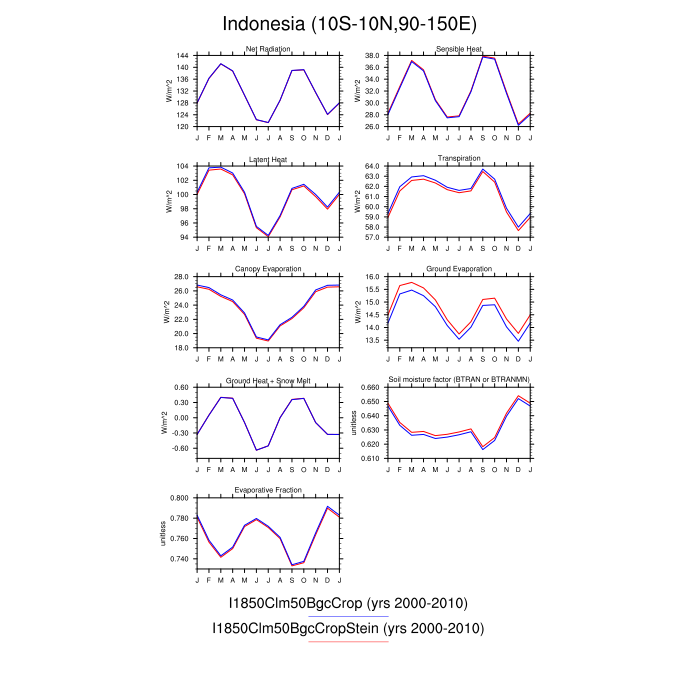 Indonesia (10S-10N,90-150E)
Net Radiation
W/m^2
144
140
136
132
128
124
120
J F M A M J J A S O N D J
Sensible Heat
W/m^2
38.0
36.0
34.0
32.0
30.0
28.0
26.0
J F M A M J J A S O N D J
Latent Heat
W/m^2
104
102
100
98
96
94
J F M A M J J A S O N D J
Transpiration
W/m^2
64.0
63.0
62.0
61.0
60.0
59.0
58.0
57.0
J F M A M J J A S O N D J
Canopy Evaporation
W/m^2
28.0
26.0
24.0
22.0
20.0
18.0
J F M A M J J A S O N D J
Ground Evaporation
W/m^2
16.0
15.5
15.0
14.5
14.0
13.5
J F M A M J J A S O N D J
Ground Heat + Snow Melt
W/m^2
0.60
0.30
0.00
-0.30
-0.60
J F M A M J J A S O N D J
Soil moisture factor (BTRAN or BTRANMN)
unitless
0.660
0.650
0.640
0.630
0.620
0.610
J F M A M J J A S O N D J
Evaporative Fraction
unitless
0.800
0.780
0.760
0.740
J F M A M J J A S O N D J
I1850Clm50BgcCrop (yrs 2000-2010)
I1850Clm50BgcCropStein (yrs 2000-2010)